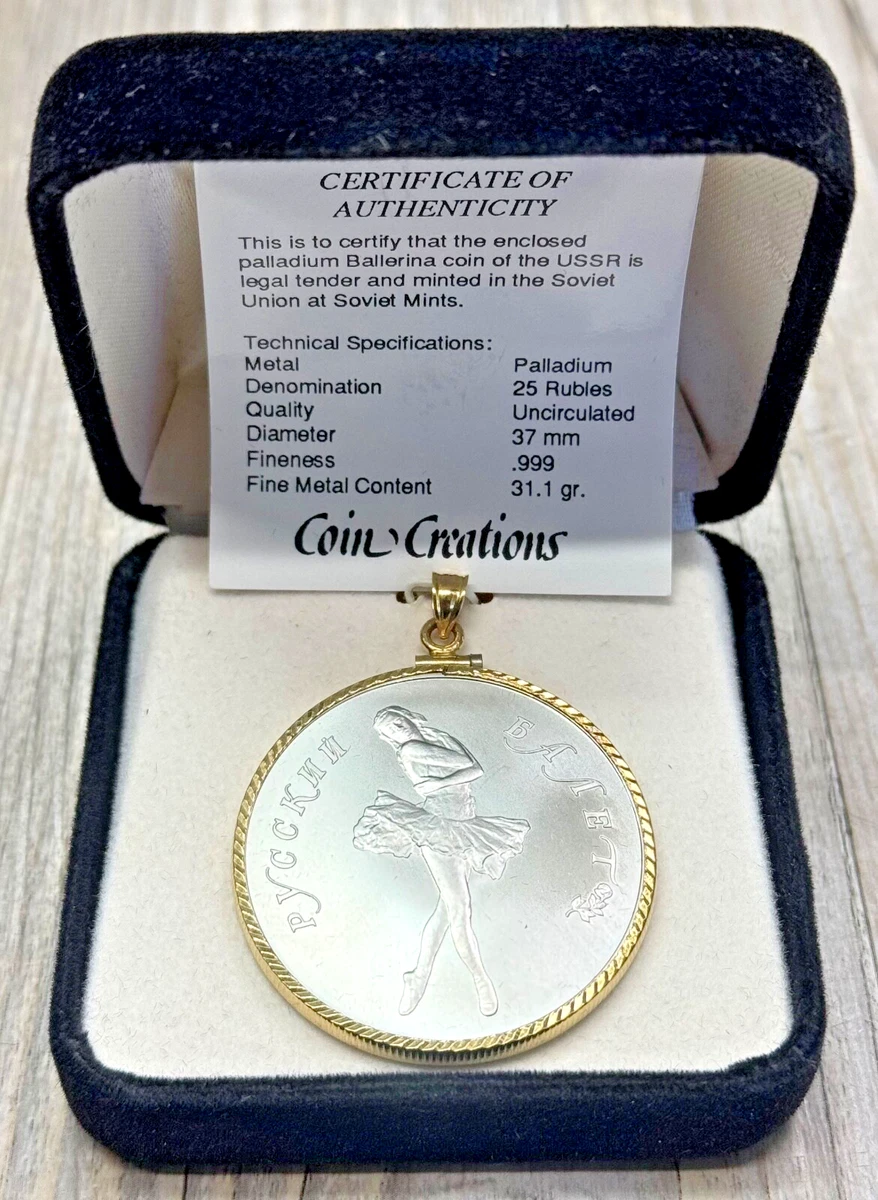 CERTIFICATE OF
AUTHENTICITY
This is to certify that the enclosed
palladium Ballerina coin of the USSR is
legal tender and minted in the Soviet
Union at Soviet Mints.
Technical Specifications:
Metal Palladium
Denomination 25 Rubles
Quality Uncirculated
Diameter 37 mm
Fineness .999
Fine Metal Content 31.1 gr.
Coin Creations
РУССКИЙ БАЛЕТ